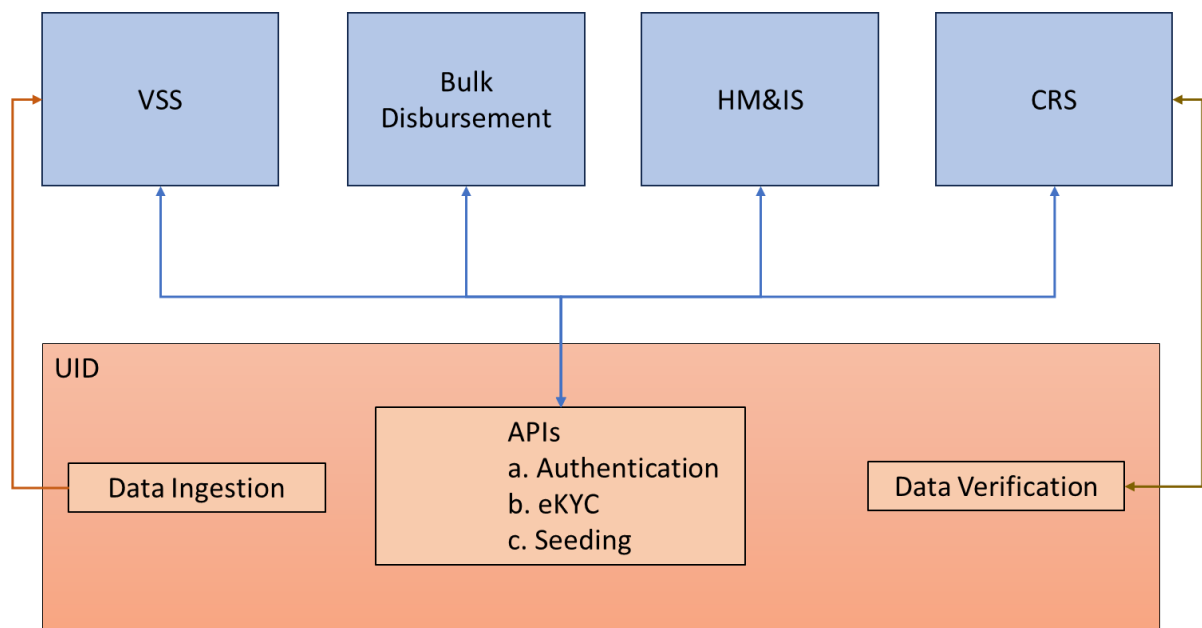 VSS
Bulk
Disbursement
HM&IS
CRS
UID
APIs
a. Authentication
b. eKYC
c. Seeding
Data Ingestion
Data Verification